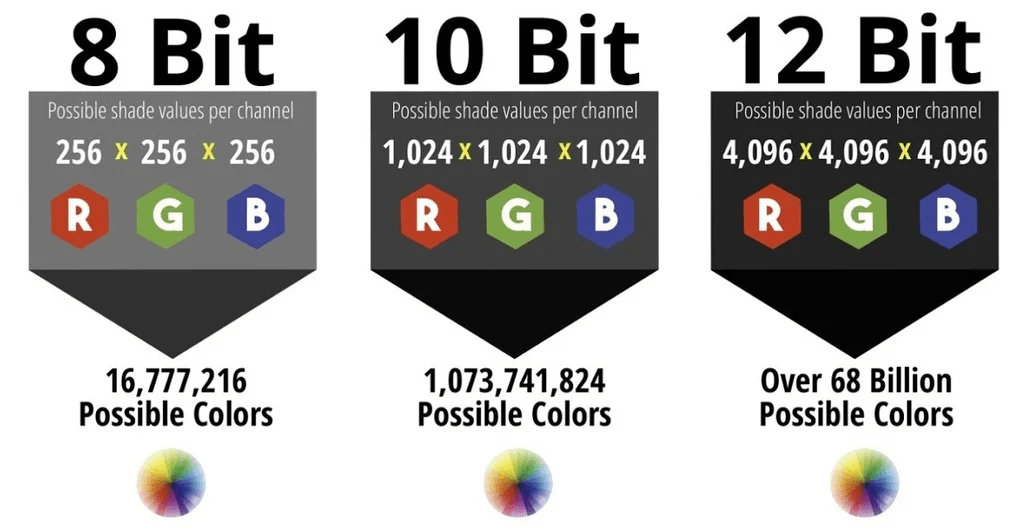 8 Bit
Possible shade values per channel
256 x 256 x 256
R G B
16,777,216
Possible Colors
10 Bit
Possible shade values per channel
1,024 x 1,024 x 1,024
R G B
1,073,741,824
Possible Colors
12 Bit
Possible shade values per channel
4,096 x 4,096 x 4,096
R G B
Over 68 Billion
Possible Colors